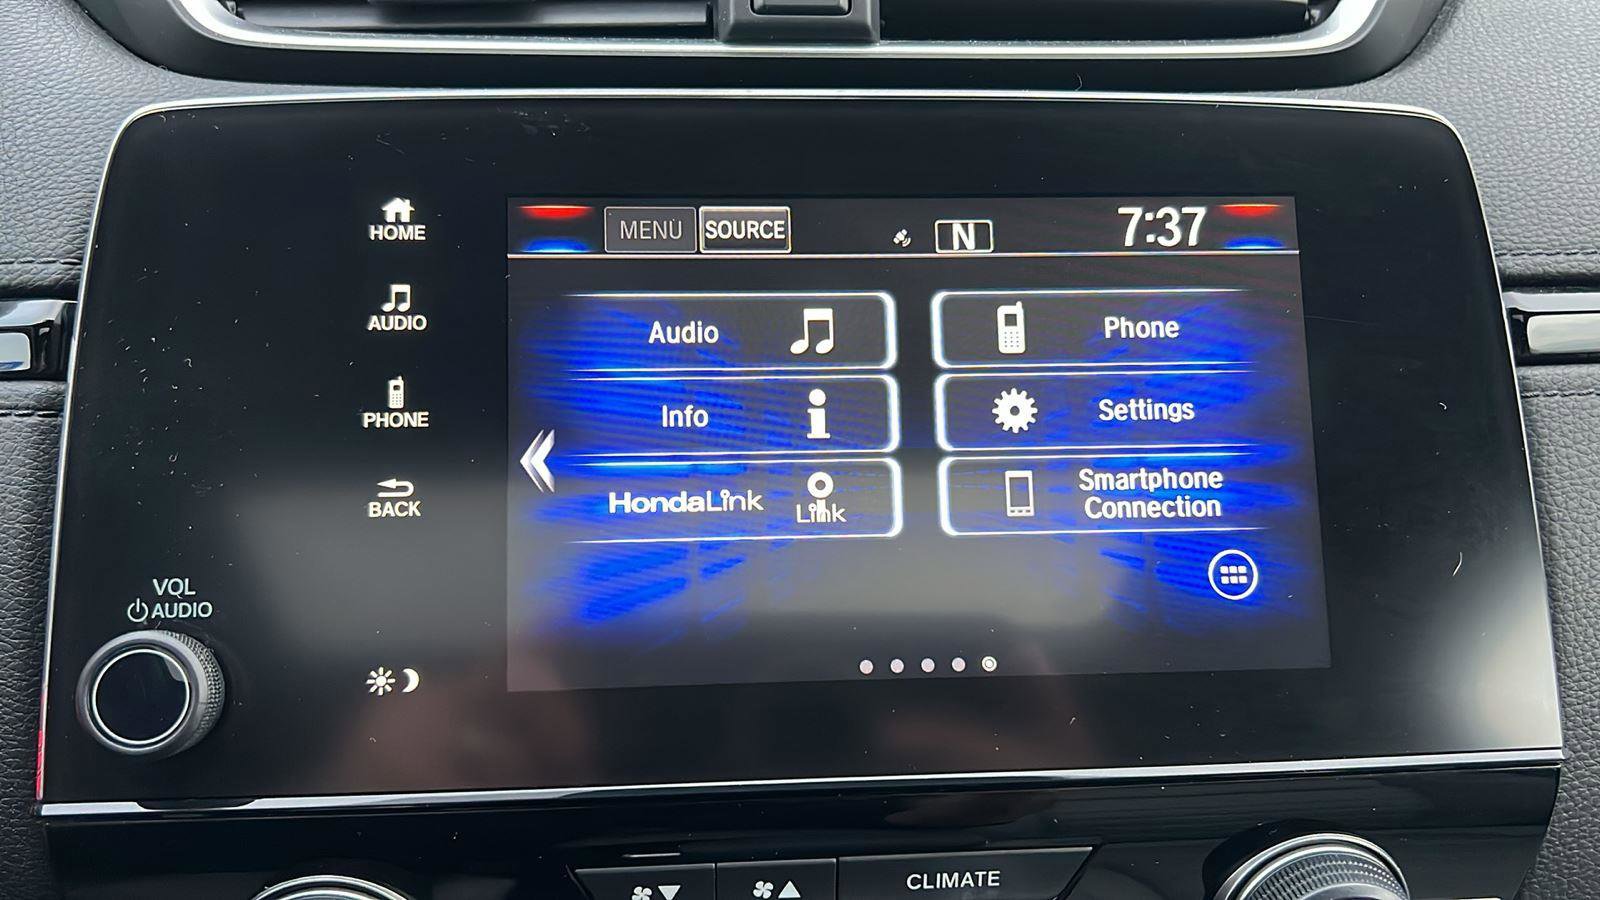 HOME
AUDIO
PHONE
BACK
VOL
AUDIO
MENU
SOURCE
N
7:37
Audio
Phone
Info
Settings
HondaLink
Link
Smartphone
Connection
CLIMATE